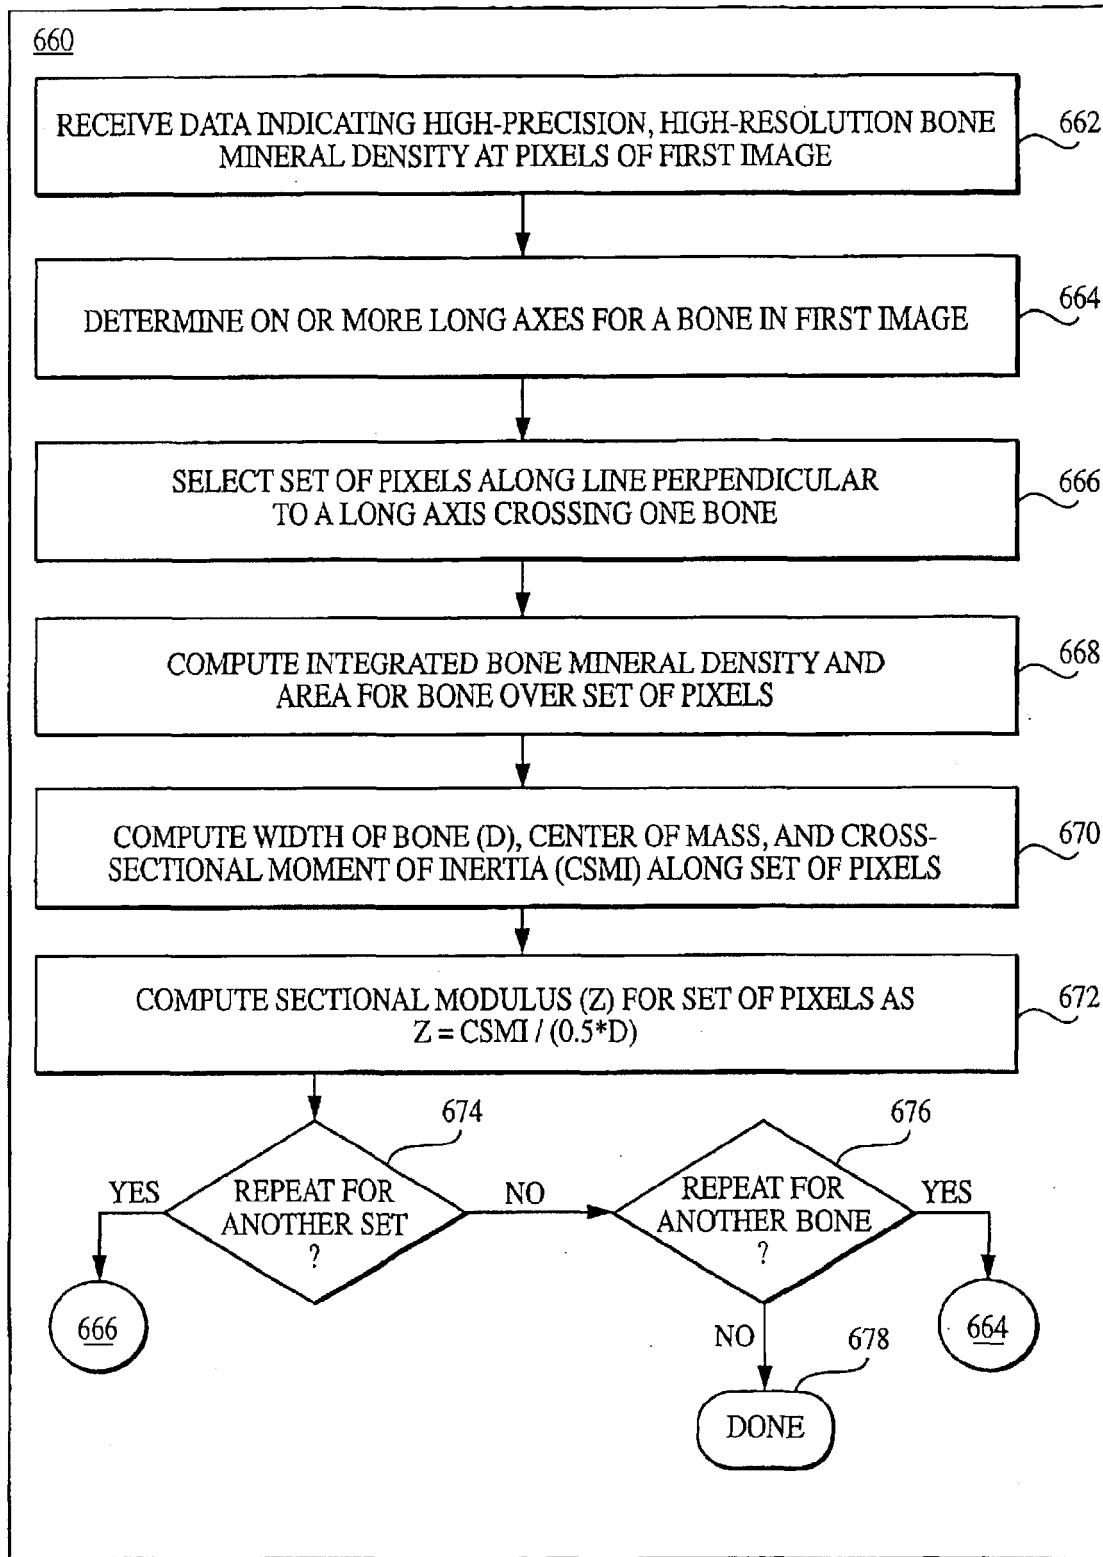 660
RECEIVE DATA INDICATING HIGH-PRECISION, HIGH-RESOLUTION BONE
MINERAL DENSITY AT PIXELS OF FIRST IMAGE
662
DETERMINE ON OR MORE LONG AXES FOR A BONE IN FIRST IMAGE
664
SELECT SET OF PIXELS ALONG LINE PERPENDICULAR
TO A LONG AXIS CROSSING ONE BONE
666
COMPUTE INTEGRATED BONE MINERAL DENSITY AND
AREA FOR BONE OVER SET OF PIXELS
668
COMPUTE WIDTH OF BONE (D), CENTER OF MASS, AND CROSS-
SECTIONAL MOMENT OF INERTIA (CSMI) ALONG SET OF PIXELS
670
COMPUTE SECTIONAL MODULUS (Z) FOR SET OF PIXELS AS
Z = CSMI / (0.5*D)
672
674
REPEAT FOR
ANOTHER SET
?
YES
NO
666
676
REPEAT FOR
ANOTHER BONE
?
YES
NO
664
678
DONE